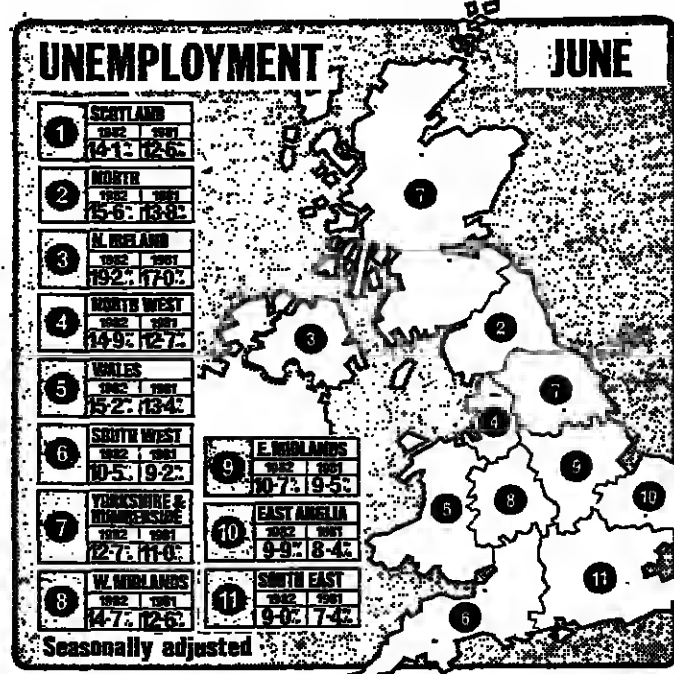 UNEMPLOYMENT
JUNE
1 SCOTLAND
1982 1981
14·1% 12·6%
2 NORTH
1982 1981
15·6% 13·8%
3 N. IRELAND
1982 1981
19·2% 17·0%
4 NORTH WEST
1982 1981
14·9% 12·7%
5 WALES
1982 1981
15·2% 13·4%
6 SOUTH WEST
1982 1981
10·5% 9·2%
7 YORKSHIRE &
HUMBERSIDE
1982 1981
12·7% 11·0%
8 W. MIDLANDS
1982 1981
14·7% 12·6%
9 E. MIDLANDS
1982 1981
10·7% 9·5%
10 EAST ANGLIA
1982 1981
9·9% 8·4%
11 SOUTH EAST
1982 1981
9·0% 7·4%
Seasonally adjusted
3
2
7
4
9
10
5
8
11
6